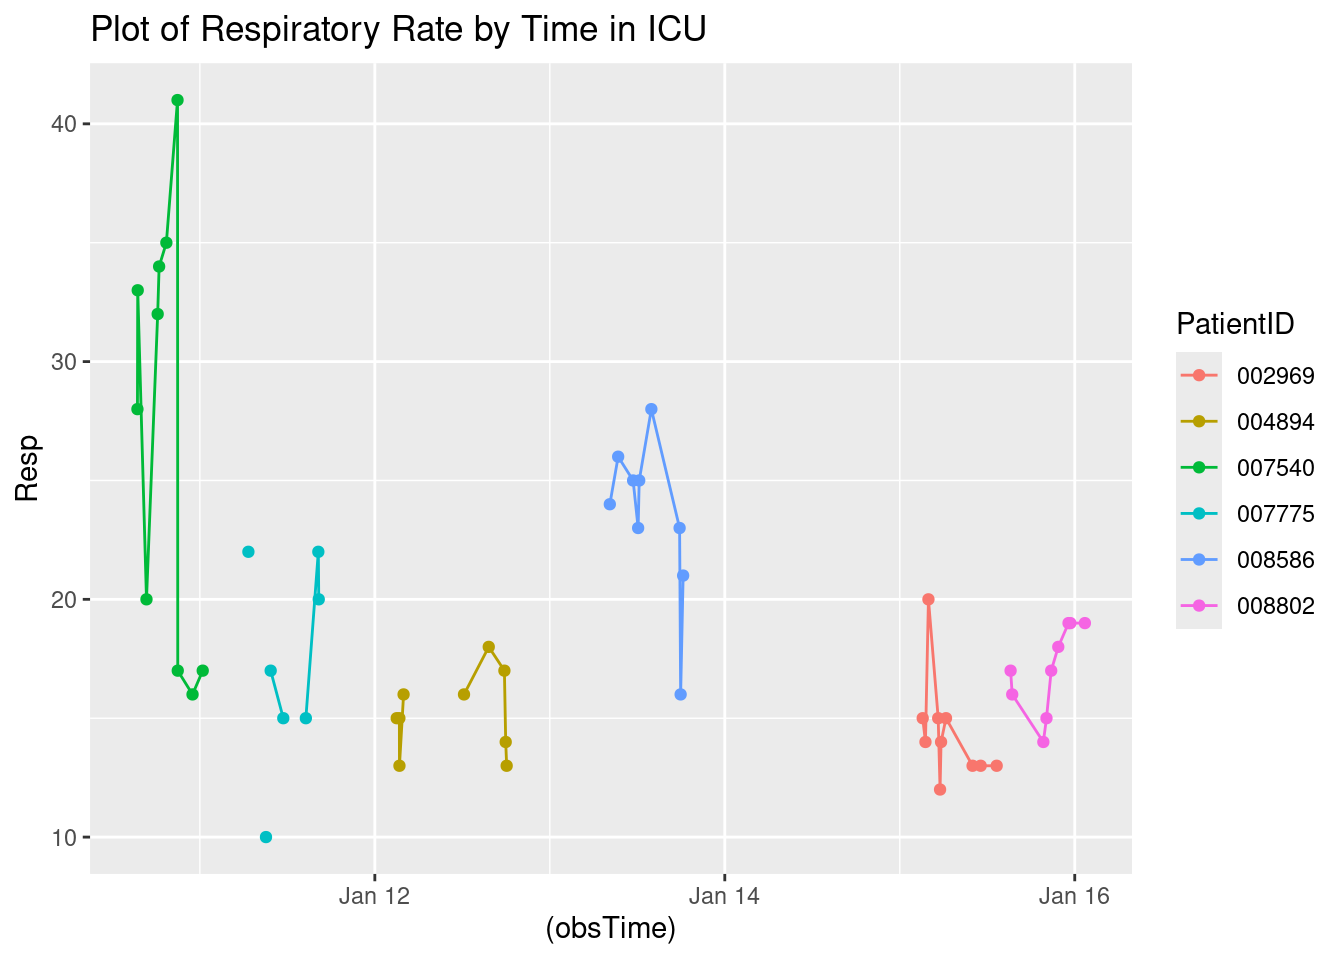 Plot of Respiratory Rate by Time in ICU
40
30
20
10
Resp
Jan 12
Jan 14
Jan 16
(obsTime)
PatientID
002969
004894
007540
007775
008586
008802